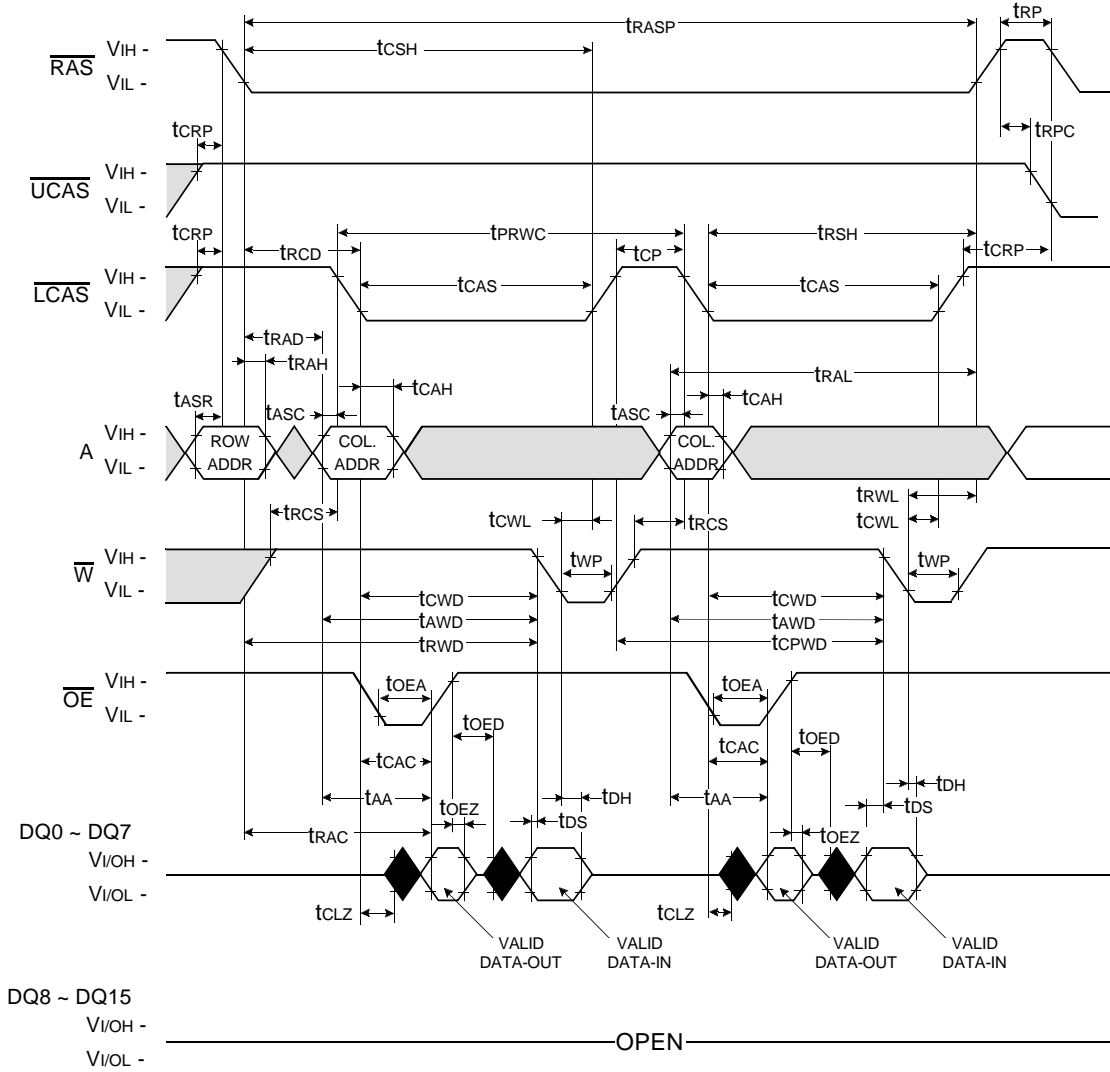 tRASP
tRP
tCSH
RAS
VIH -
VIL -
tCRP
tRPC
UCAS
VIH -
VIL -
tCRP
tRCD
tPRWC
tCP
tRSH
tCRP
LCAS
VIH -
VIL -
tCAS
tCAS
tRAD
tRAH
tCAH
tRAL
tCAH
tASR
tASC
tASC
A
VIH -
VIL -
ROW
ADDR
COL.
ADDR
COL.
ADDR
tRCS
tCWL
tRCS
tRWL
tCWL
W
VIH -
VIL -
tWP
tWP
tCWD
tAWD
tRWD
tCWD
tAWD
tCPWD
OE
VIH -
VIL -
tOEA
tOEA
tOED
tOED
tCAC
tCAC
tAA
tAA
tDH
tDH
tOEZ
tDS
tOEZ
tDS
tRAC
DQ0 ~ DQ7
VI/OH -
VI/OL -
tCLZ
tCLZ
VALID
DATA-OUT
VALID
DATA-IN
VALID
DATA-OUT
VALID
DATA-IN
DQ8 ~ DQ15
VI/OH -
VI/OL -
OPEN